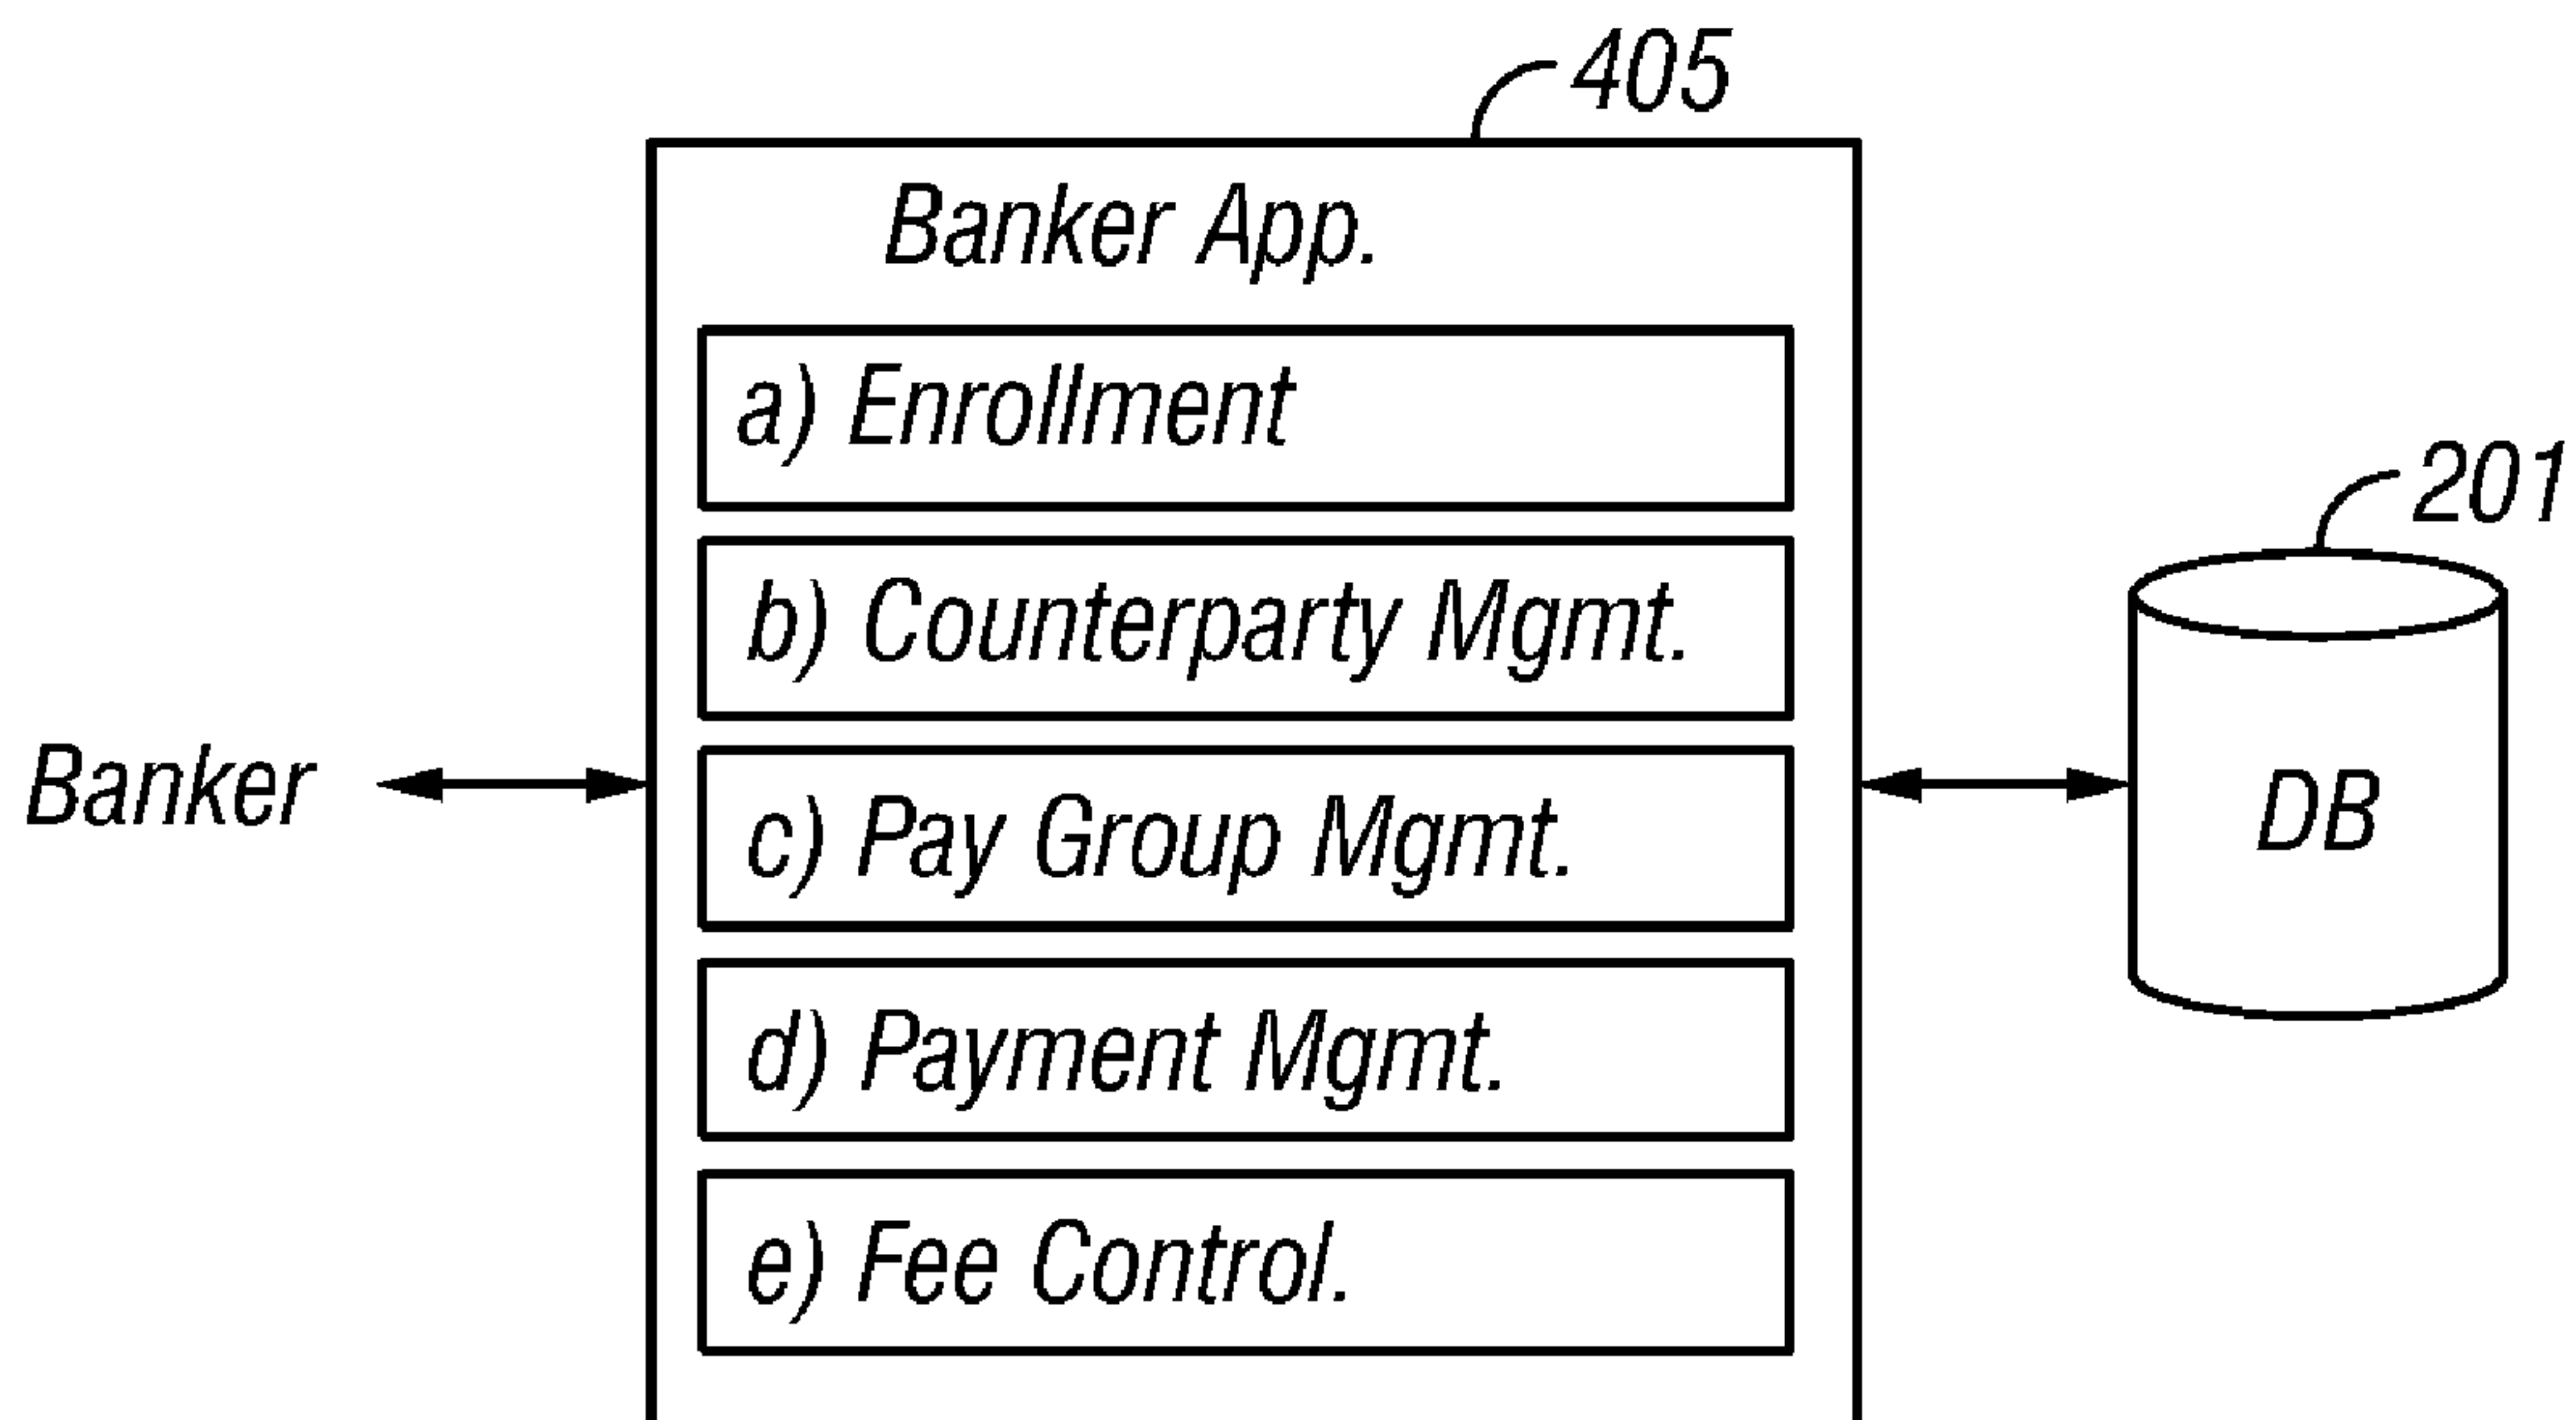 405
Banker App.
a) Enrollment
201
b) Counterparty Mgmt.
Banker
c) Pay Group Mgmt.
DB
d) Payment Mgmt.
e) Fee Control.